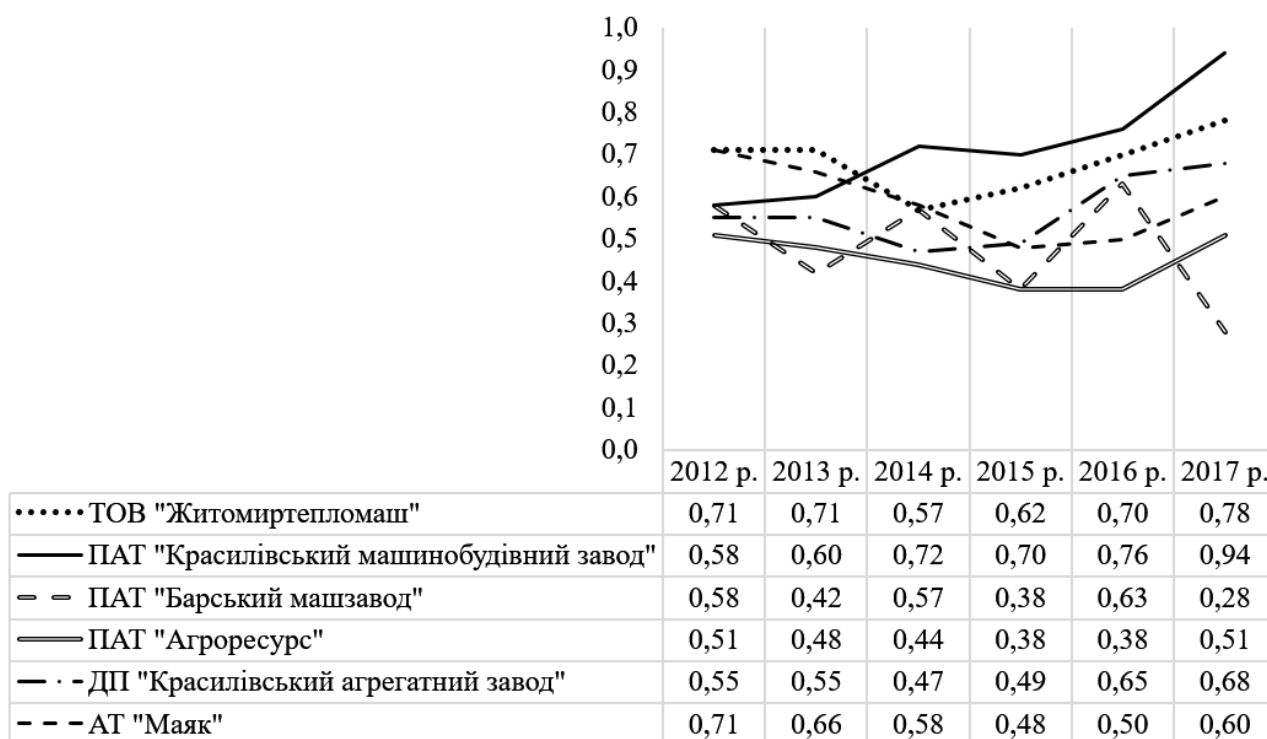 1,0
0,9
0,8
0,7
0,6
0,5
0,4
0,3
0,2
0,1
0,0
2012 р. 2013 р. 2014 р. 2015 р. 2016 р. 2017 р.
ТОВ "Житомиртепломаш" 0,71 0,71 0,57 0,62 0,70 0,78
ПАТ "Красилівський машинобудівний завод" 0,58 0,60 0,72 0,70 0,76 0,94
ПАТ "Барський машзавод" 0,58 0,42 0,57 0,38 0,63 0,28
ПАТ "Агроресурс" 0,51 0,48 0,44 0,38 0,38 0,51
ДП "Красилівський агрегатний завод" 0,55 0,55 0,47 0,49 0,65 0,68
АТ "Маяк" 0,71 0,66 0,58 0,48 0,50 0,60